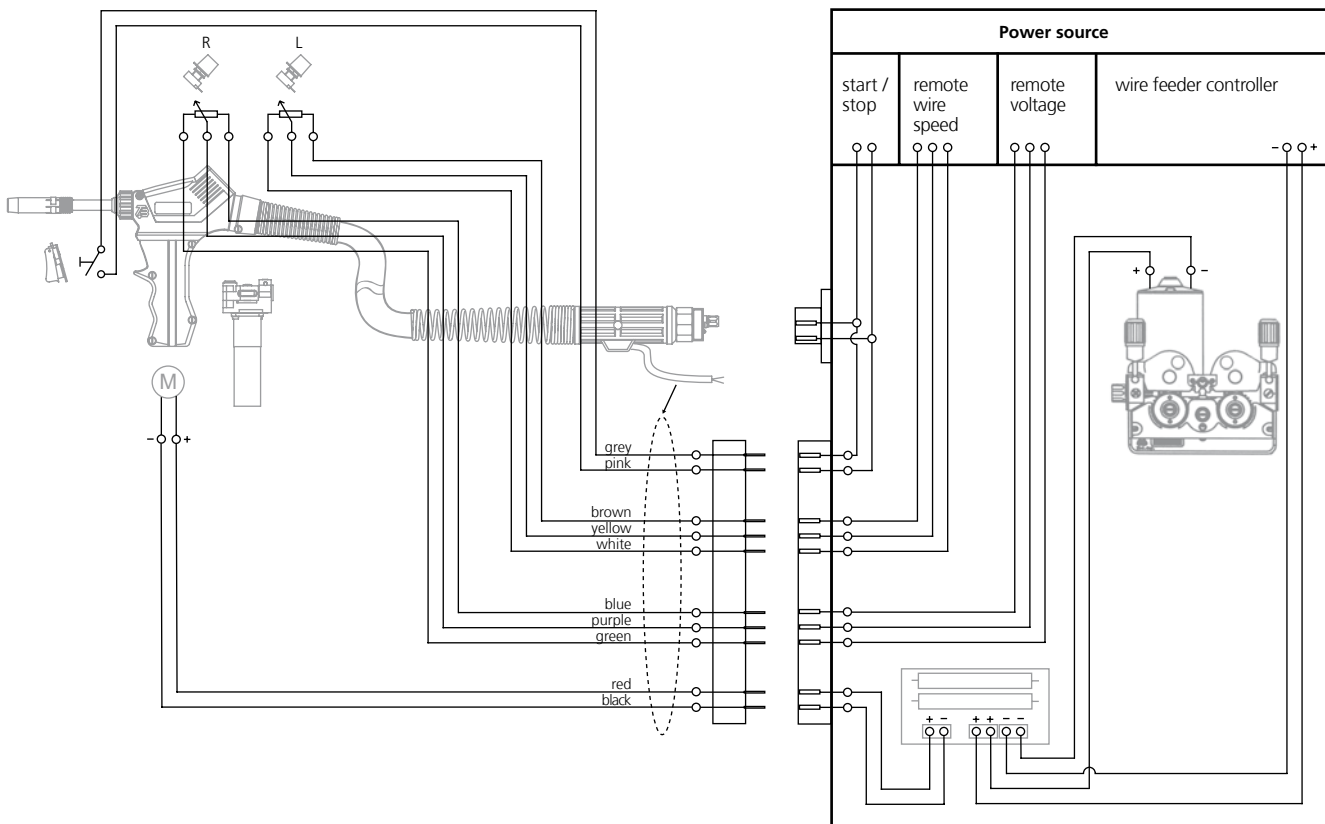 Power source
start /
stop
remote
wire
speed
remote
voltage
wire feeder controller
- +
R
L
+ -
M
- +
grey
pink
brown
yellow
white
blue
purple
green
red
black
+ - + + - -